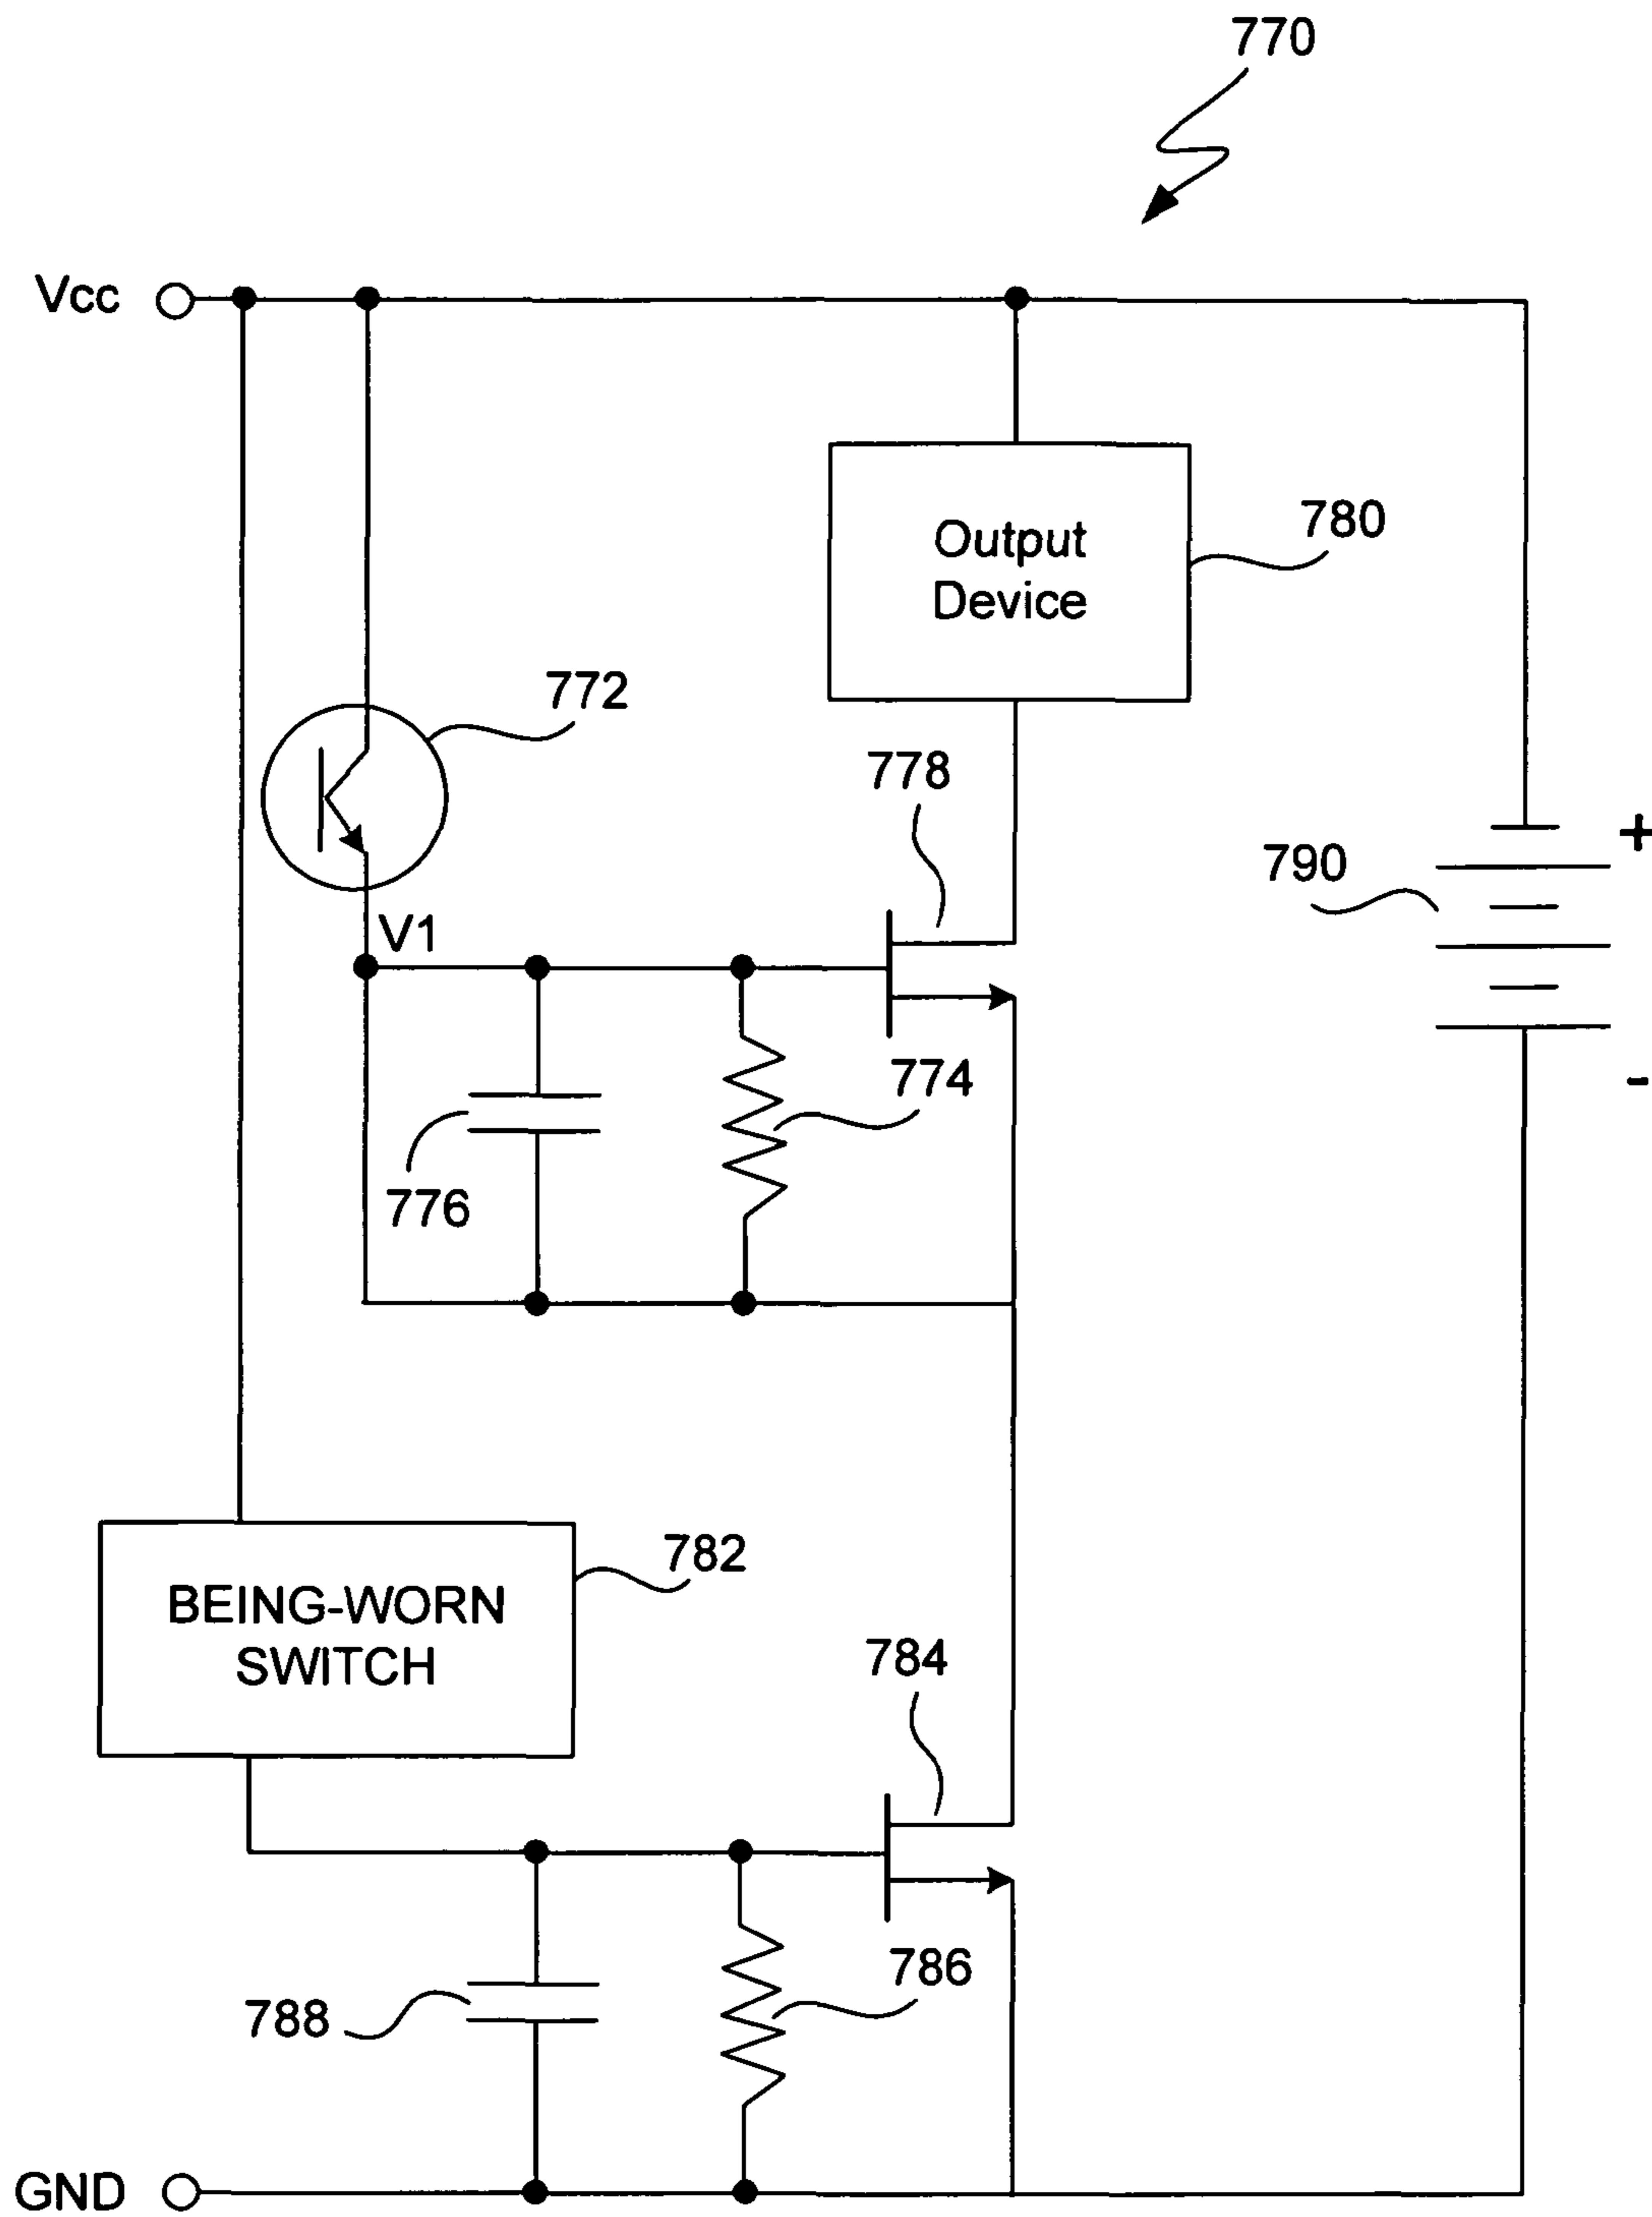 770
Vcc
Output
Device
780
772
778
790
+
-
V1
774
776
782
BEING-WORN
SWITCH
784
786
788
GND